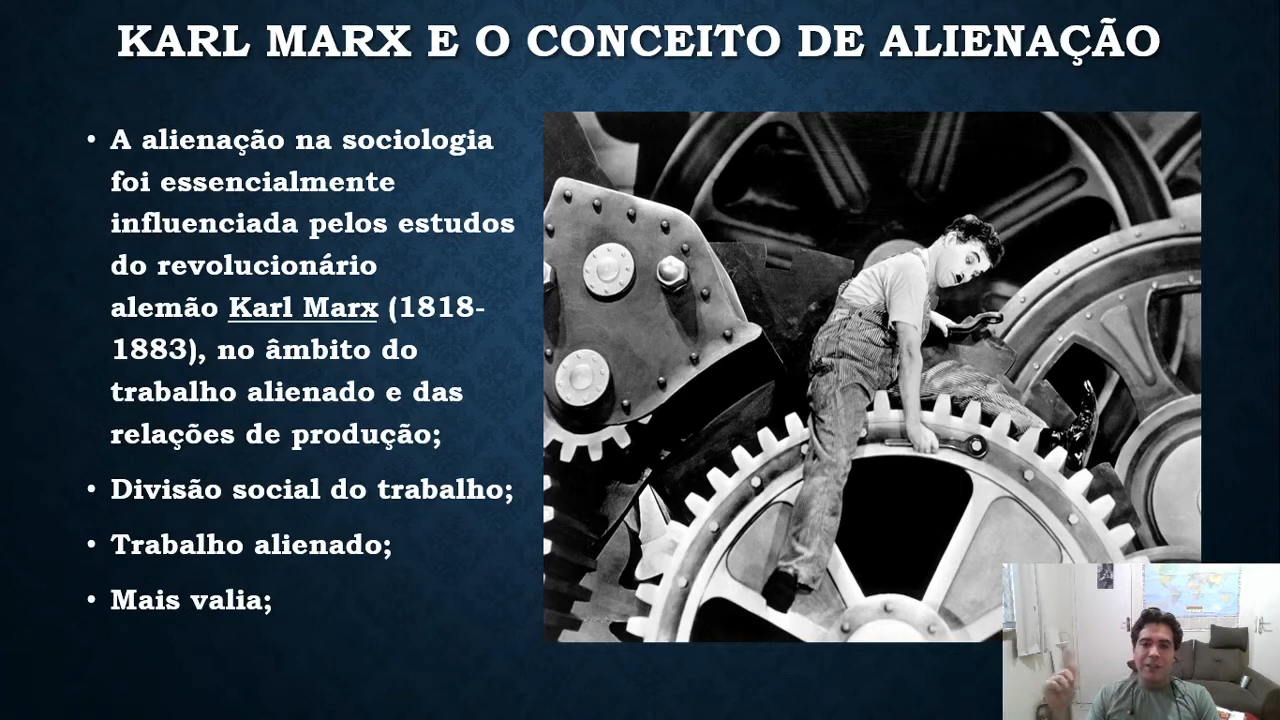 KARL MARX E O CONCEITO DE ALIENAÇÃO
• A alienação na sociologia
foi essencialmente
influenciada pelos estudos
do revolucionário
alemão Karl Marx (1818-
1883), no âmbito do
trabalho alienado e das
relações de produção;
• Divisão social do trabalho;
• Trabalho alienado;
• Mais valia;